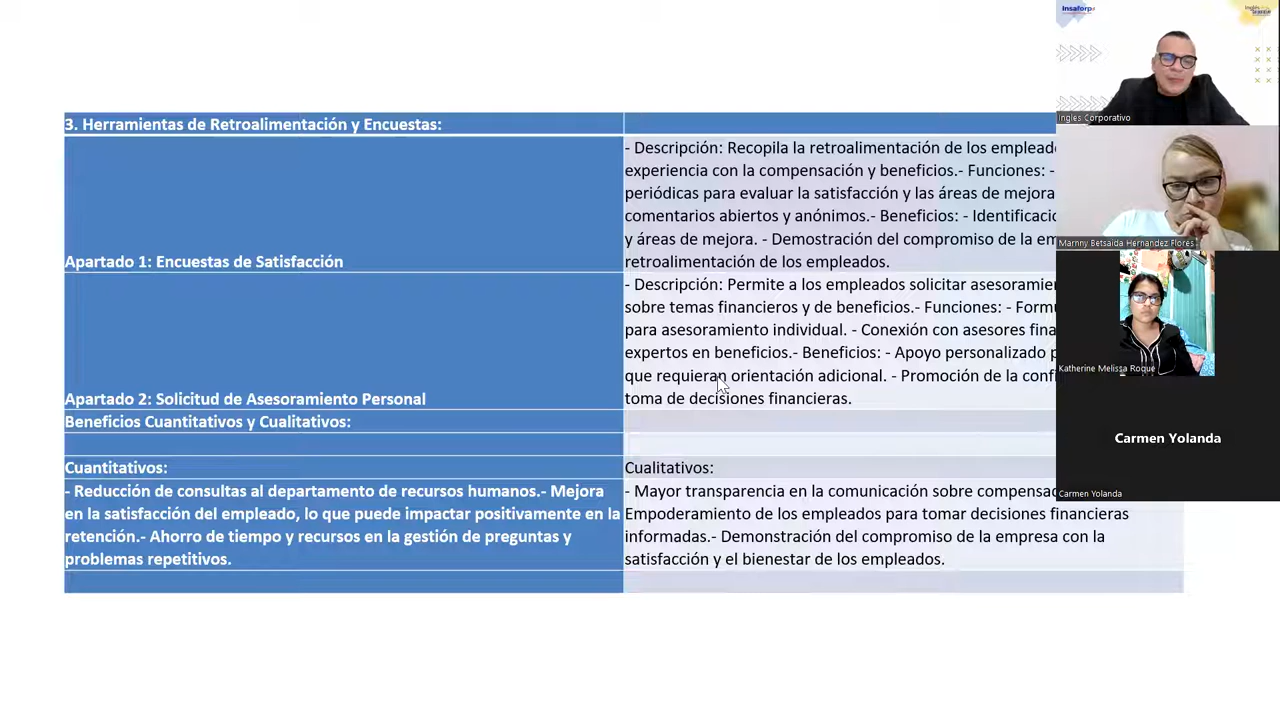 3. Herramientas de Retroalimentación y Encuestas:
- Descripción: Recopila la retroalimentación de los
experiencia con la compensación y beneficios.- Funciones: -
periódicas para evaluar la satisfacción y las áreas de mejora
comentarios abiertos y anónimos.- Beneficios: -
y áreas de mejora. - Demostración del compromiso de la
retroalimentación de los empleados.
Apartado 1: Encuestas de Satisfacción
- Descripción: Permite a los empleados solicitar
sobre temas financieros y de beneficios.- Funciones: -
para asesoramiento individual. - Conexión con asesores
expertos en beneficios.- Beneficios: - Apoyo personalizado
que requieran orientación adicional. - Promoción de la
toma de decisiones financieras.
Apartado 2: Solicitud de Asesoramiento Personal
Beneficios Cuantitativos y Cualitativos:
Cuantitativos:
- Reducción de consultas al departamento de recursos humanos.- Mejora
en la satisfacción del empleado, lo que puede impactar positivamente en la
retención.- Ahorro de tiempo y recursos en la gestión de preguntas y
problemas repetitivos.
Cualitativos:
- Mayor transparencia en la comunicación sobre
Empoderamiento de los empleados para tomar decisiones financieras
informadas.- Demostración del compromiso de la empresa con la
satisfacción y el bienestar de los empleados.
insaforp
Ingles Corporativo
Marnny Betsaida Hernandez Flores
Katherine Melissa Roque
Carmen Yolanda
Carmen Yolanda